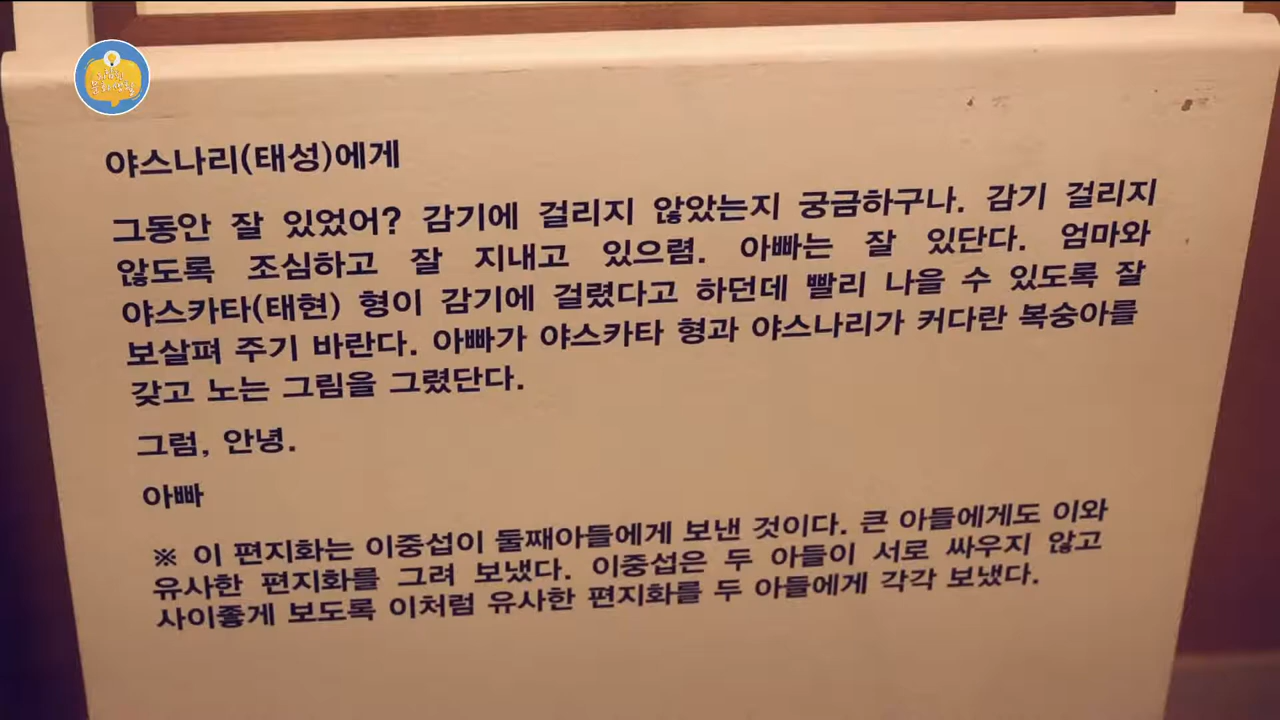 문화생활
야스나리(태성)에게
그동안 잘 있었어? 감기에 걸리지 않았는지 궁금하구나. 감기 걸리지
않도록 조심하고 잘 지내고 있으렴. 아빠는 잘 있단다. 엄마와
야스카타(태현) 형이 감기에 걸렸다고 하던데 빨리 나을 수 있도록 잘
보살펴 주기 바란다. 아빠가 야스카타 형과 야스나리가 커다란 복숭아를
갖고 노는 그림을 그렸단다.
그럼, 안녕.
아빠
※ 이 편지화는 이중섭이 둘째아들에게 보낸 것이다. 큰 아들에게도 이와
유사한 편지화를 그려 보냈다. 이중섭은 두 아들이 서로 싸우지 않고
사이좋게 보도록 이처럼 유사한 편지화를 두 아들에게 각각 보냈다.